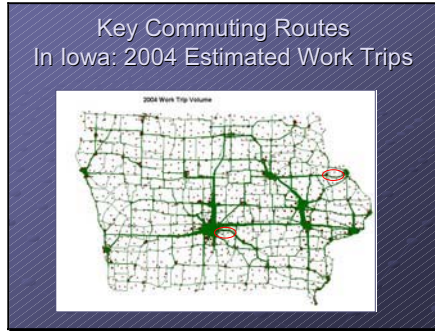 Key Commuting Routes
In Iowa: 2004 Estimated Work Trips
2004 Work Trip Volume